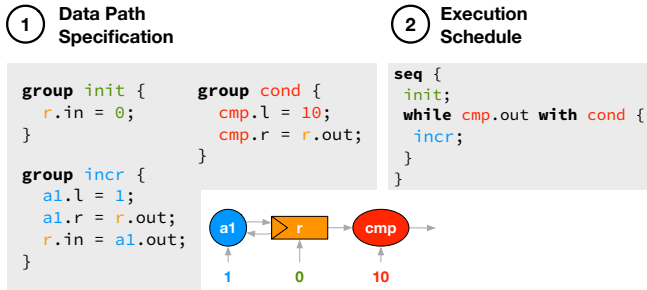 1 Data Path
Specification
group init {
r.in = 0;
}
group incr {
a1.l = 1;
a1.r = r.out;
r.in = a1.out;
}
group cond {
cmp.l = 10;
cmp.r = r.out;
}
a1 r cmp
1 0 10
2 Execution
Schedule
seq {
init;
while cmp.out with cond {
incr;
}
}